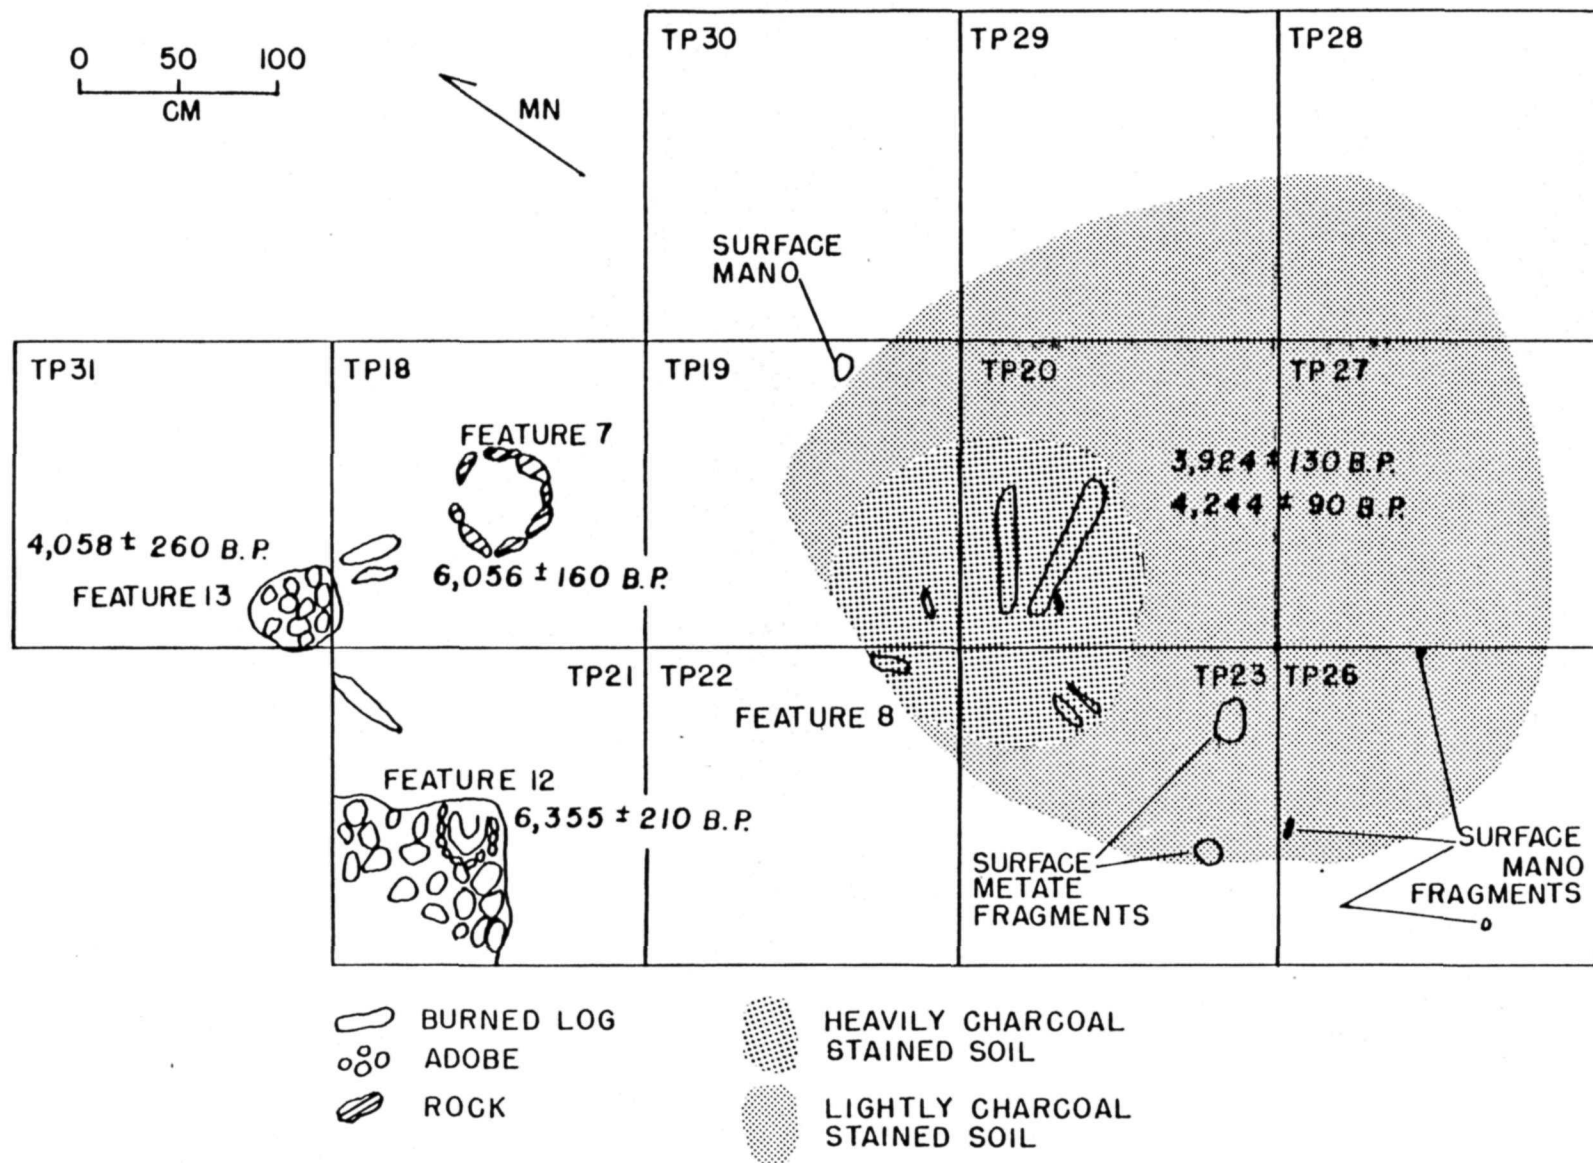 TP30
TP29
TP28
0 50 100
CM
MN
SURFACE
MANO
TP31
TP18
TP19
TP20
TP27
FEATURE 7
3,924 ± 130 B.P.
4,244 ± 90 B.P.
4,058 ± 260 B.P.
FEATURE 13
6,056 ± 160 B.P.
TP21
TP22
TP23
TP26
FEATURE 8
FEATURE 12
6,355 ± 210 B.P.
SURFACE
METATE
FRAGMENTS
SURFACE
MANO
FRAGMENTS
BURNED LOG
ADOBE
ROCK
HEAVILY CHARCOAL
STAINED SOIL
LIGHTLY CHARCOAL
STAINED SOIL